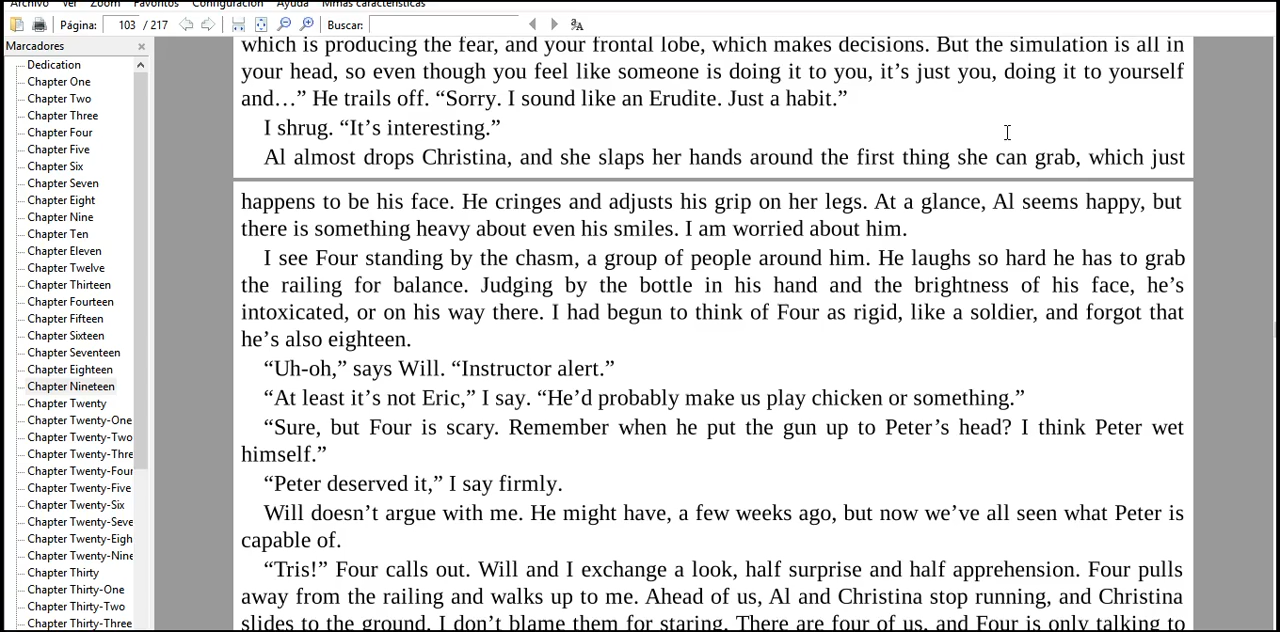 Archivo Ver Zoom Favoritos Configuración Ayuda Más características
Página: 103 / 217 Buscar:
Marcadores
Dedication
Chapter One
Chapter Two
Chapter Three
Chapter Four
Chapter Five
Chapter Six
Chapter Seven
Chapter Eight
Chapter Nine
Chapter Ten
Chapter Eleven
Chapter Twelve
Chapter Thirteen
Chapter Fourteen
Chapter Fifteen
Chapter Sixteen
Chapter Seventeen
Chapter Eighteen
Chapter Nineteen
Chapter Twenty
Chapter Twenty-One
Chapter Twenty-Two
Chapter Twenty-Thre
Chapter Twenty-Four
Chapter Twenty-Five
Chapter Twenty-Six
Chapter Twenty-Seve
Chapter Twenty-Eigh
Chapter Twenty-Nine
Chapter Thirty
Chapter Thirty-One
Chapter Thirty-Two
Chapter Thirty-Three
which is producing the fear, and your frontal lobe, which makes decisions. But the simulation is all in
your head, so even though you feel like someone is doing it to you, it’s just you, doing it to yourself
and…” He trails off. “Sorry. I sound like an Erudite. Just a habit.”
I shrug. “It’s interesting.”
Al almost drops Christina, and she slaps her hands around the first thing she can grab, which just
happens to be his face. He cringes and adjusts his grip on her legs. At a glance, Al seems happy, but
there is something heavy about even his smiles. I am worried about him.
I see Four standing by the chasm, a group of people around him. He laughs so hard he has to grab
the railing for balance. Judging by the bottle in his hand and the brightness of his face, he’s
intoxicated, or on his way there. I had begun to think of Four as rigid, like a soldier, and forgot that
he’s also eighteen.
“Uh-oh,” says Will. “Instructor alert.”
“At least it’s not Eric,” I say. “He’d probably make us play chicken or something.”
“Sure, but Four is scary. Remember when he put the gun up to Peter’s head? I think Peter wet
himself.”
“Peter deserved it,” I say firmly.
Will doesn’t argue with me. He might have, a few weeks ago, but now we’ve all seen what Peter is
capable of.
“Tris!” Four calls out. Will and I exchange a look, half surprise and half apprehension. Four pulls
away from the railing and walks up to me. Ahead of us, Al and Christina stop running, and Christina
slides to the ground. I don’t blame them for staring. There are four of us, and Four is only talking to